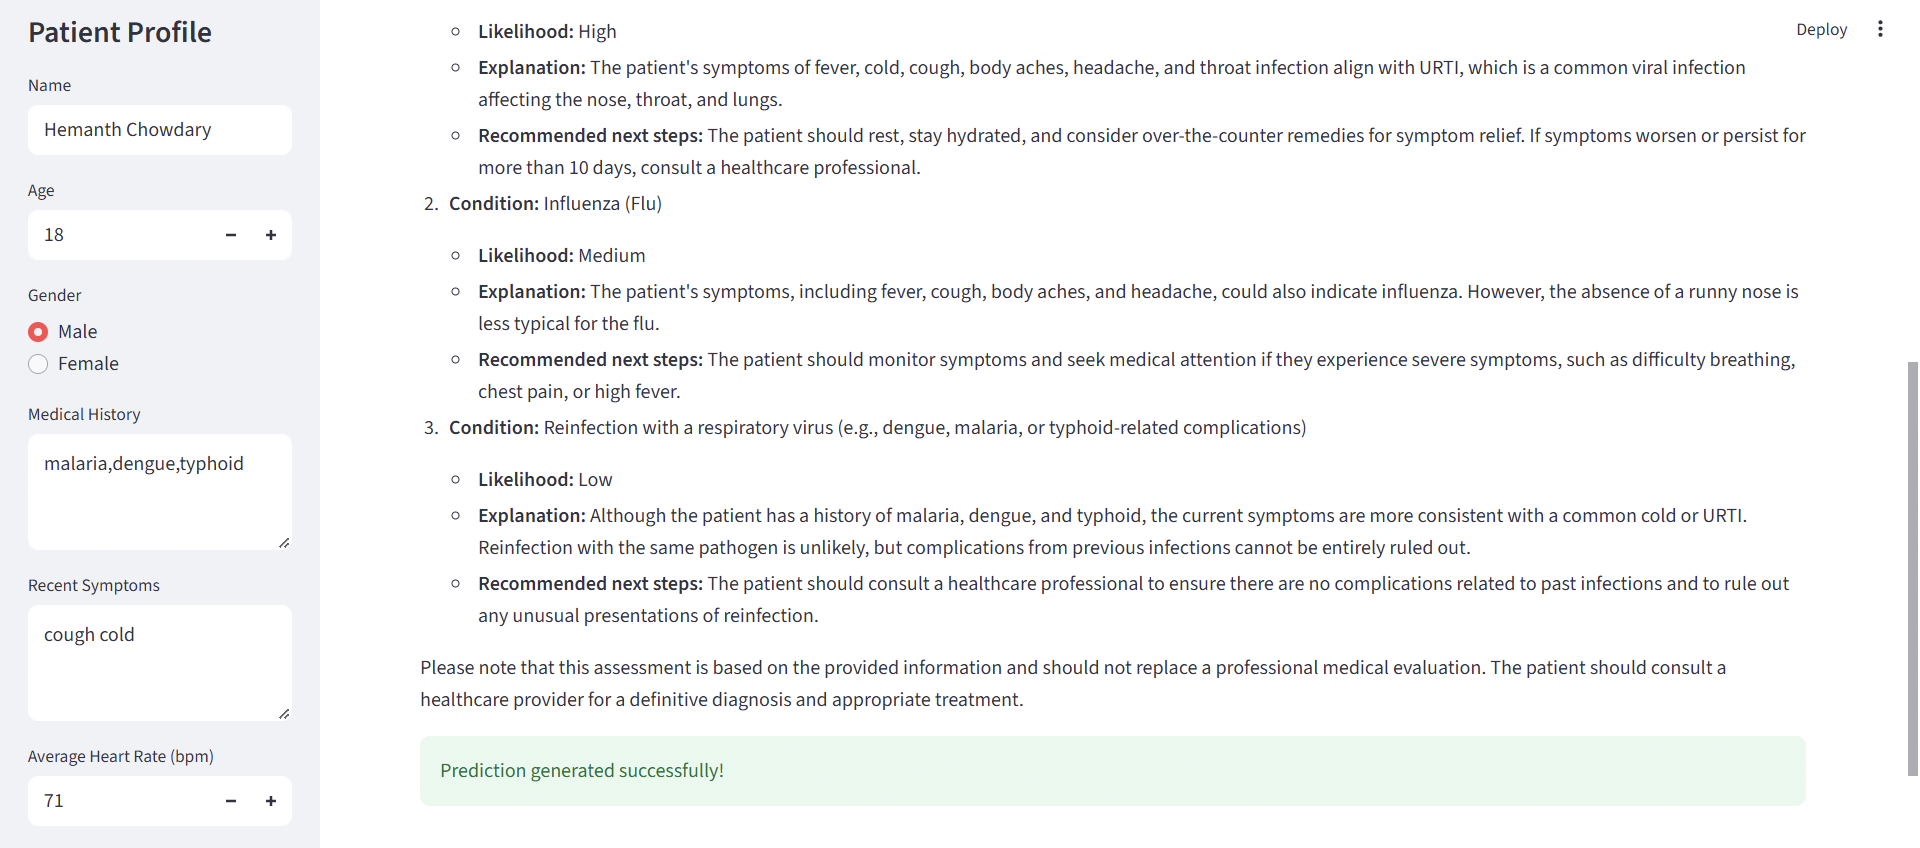 Patient Profile
Name
Hemanth Chowdary
Age
18
Gender
Male
Female
Medical History
malaria,dengue,typhoid
Recent Symptoms
cough cold
Average Heart Rate (bpm)
71
Deploy
Likelihood: High
Explanation: The patient's symptoms of fever, cold, cough, body aches, headache, and throat infection align with URTI, which is a common viral infection
affecting the nose, throat, and lungs.
Recommended next steps: The patient should rest, stay hydrated, and consider over-the-counter remedies for symptom relief. If symptoms worsen or persist for
more than 10 days, consult a healthcare professional.
2. Condition: Influenza (Flu)
Likelihood: Medium
Explanation: The patient's symptoms, including fever, cough, body aches, and headache, could also indicate influenza. However, the absence of a runny nose is
less typical for the flu.
Recommended next steps: The patient should monitor symptoms and seek medical attention if they experience severe symptoms, such as difficulty breathing,
chest pain, or high fever.
3. Condition: Reinfection with a respiratory virus (e.g., dengue, malaria, or typhoid-related complications)
Likelihood: Low
Explanation: Although the patient has a history of malaria, dengue, and typhoid, the current symptoms are more consistent with a common cold or URTI.
Reinfection with the same pathogen is unlikely, but complications from previous infections cannot be entirely ruled out.
Recommended next steps: The patient should consult a healthcare professional to ensure there are no complications related to past infections and to rule out
any unusual presentations of reinfection.
Please note that this assessment is based on the provided information and should not replace a professional medical evaluation. The patient should consult a
healthcare provider for a definitive diagnosis and appropriate treatment.
Prediction generated successfully!